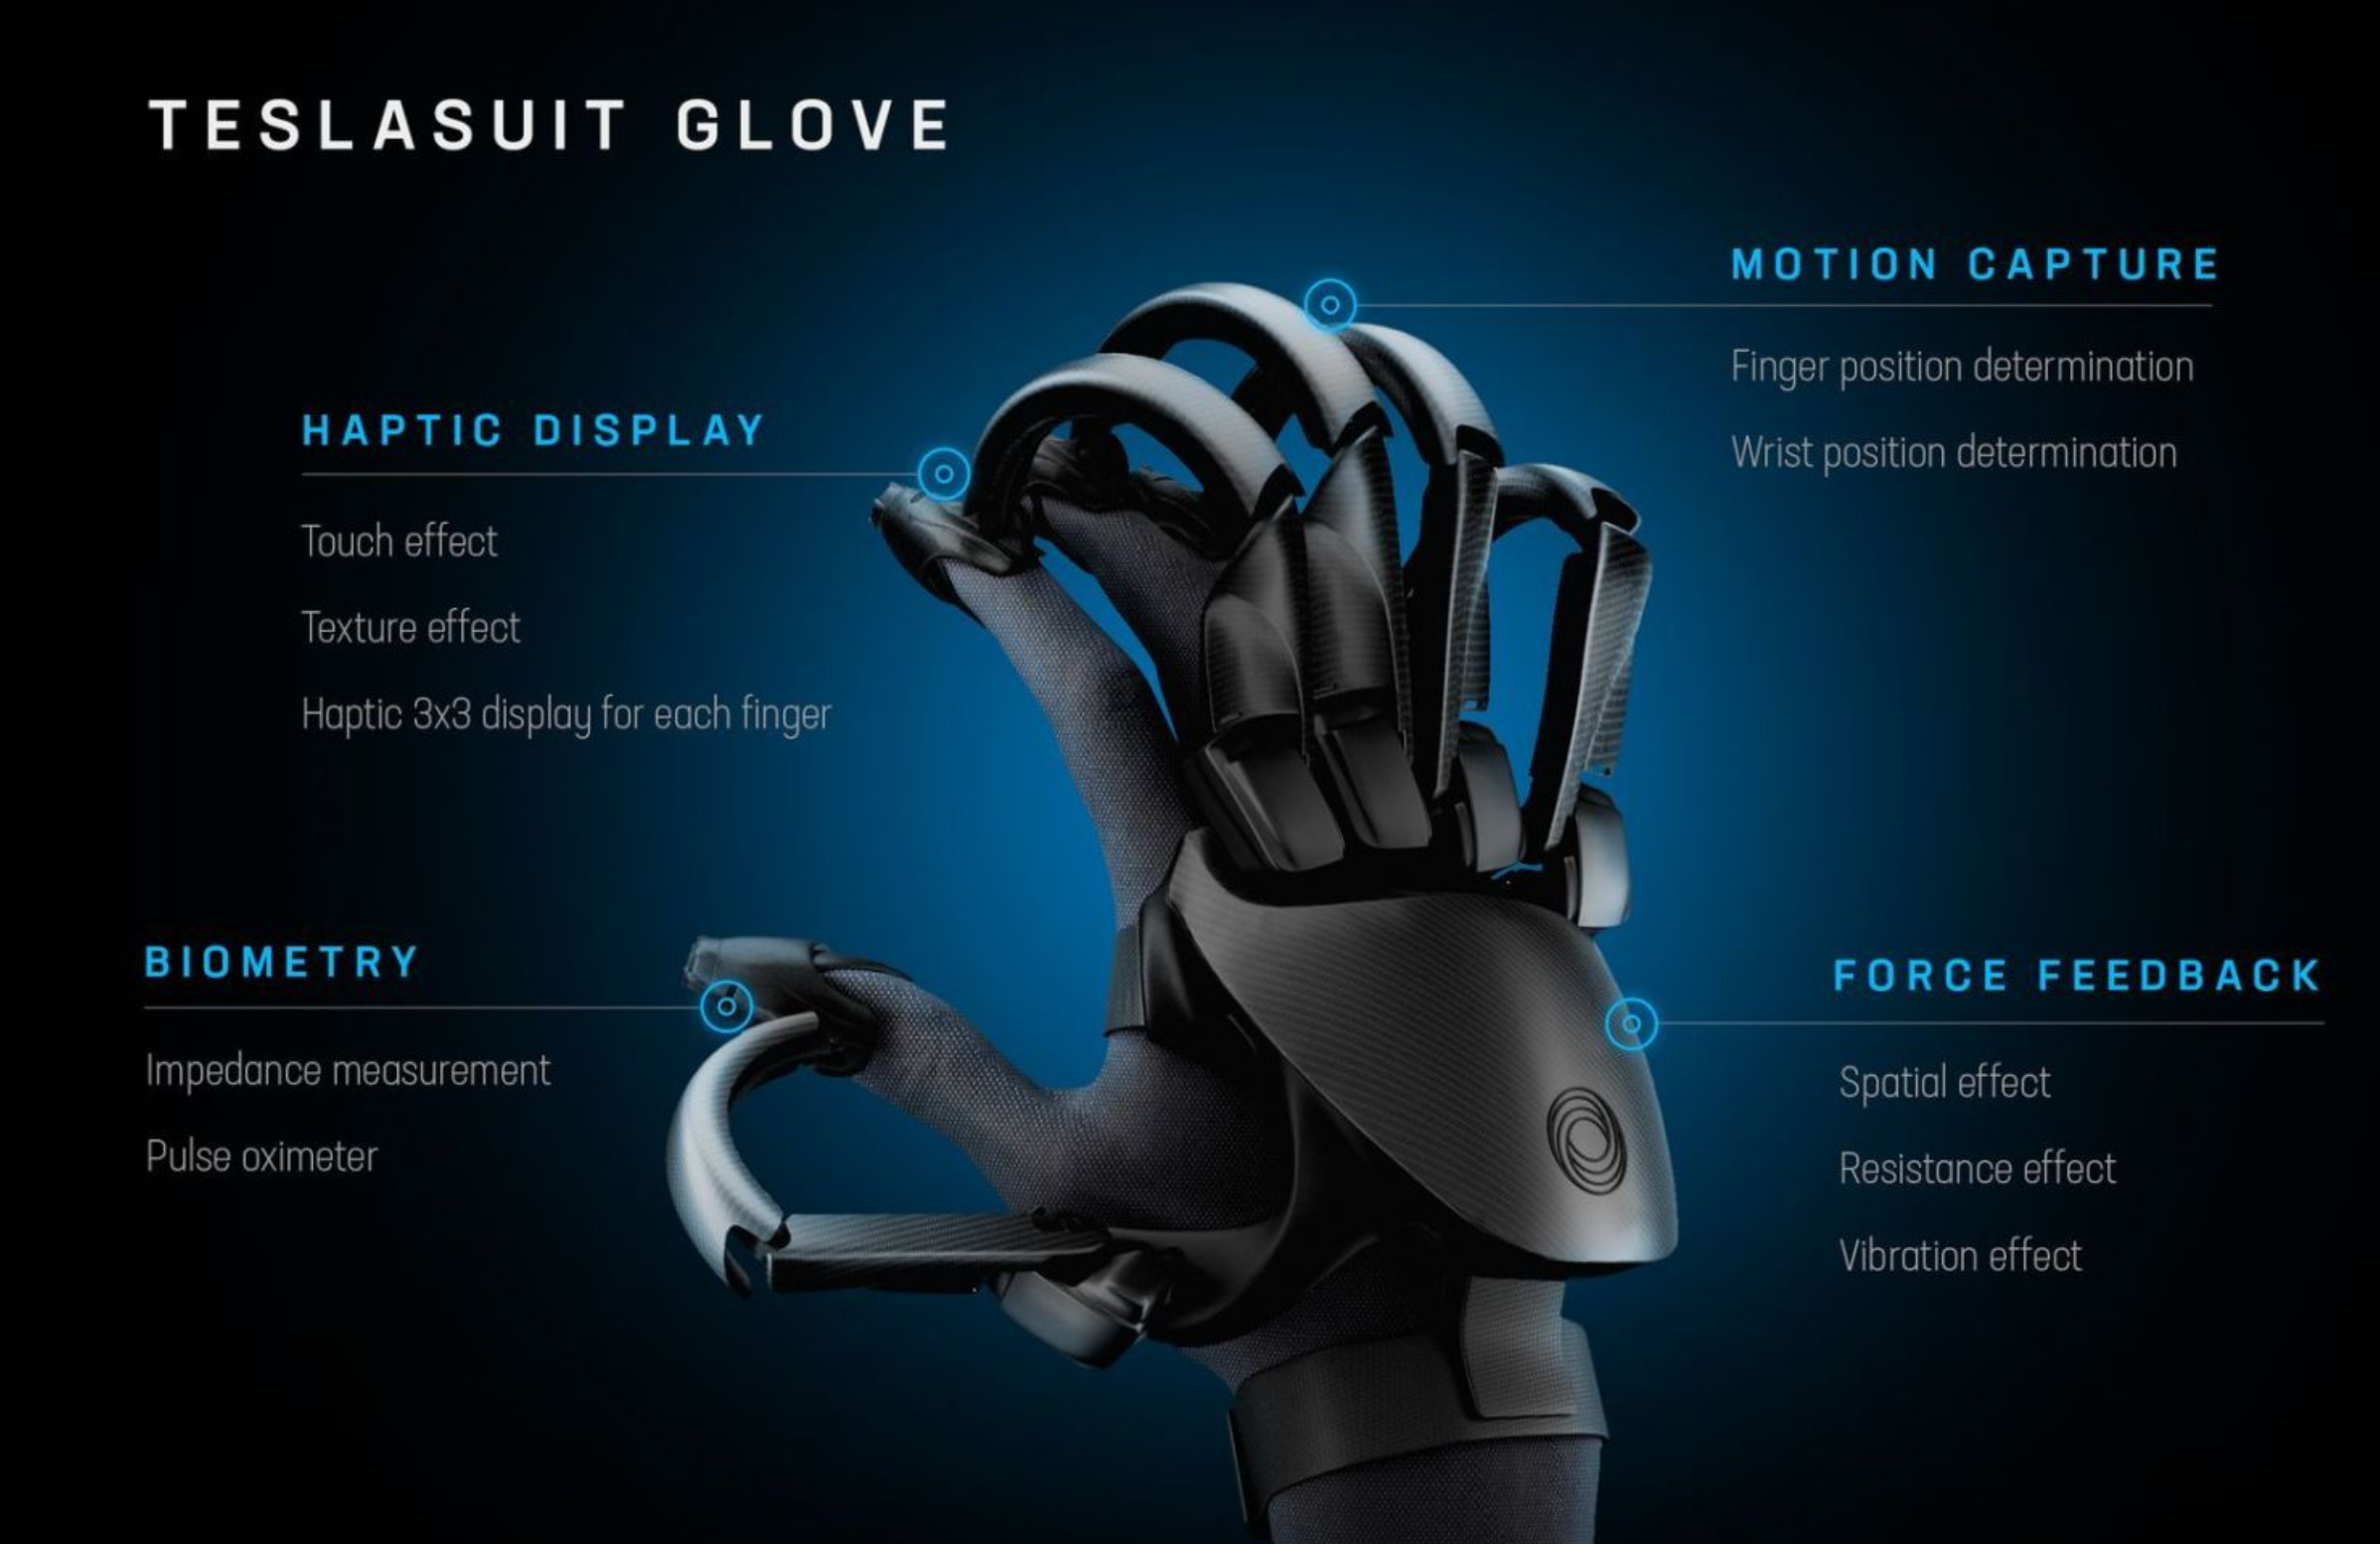 TESLASUIT GLOVE
MOTION CAPTURE
Finger position determination
Wrist position determination
HAPTIC DISPLAY
Touch effect
Texture effect
Haptic 3x3 display for each finger
BIOMETRY
Impedance measurement
Pulse oximeter
FORCE FEEDBACK
Spatial effect
Resistance effect
Vibration effect